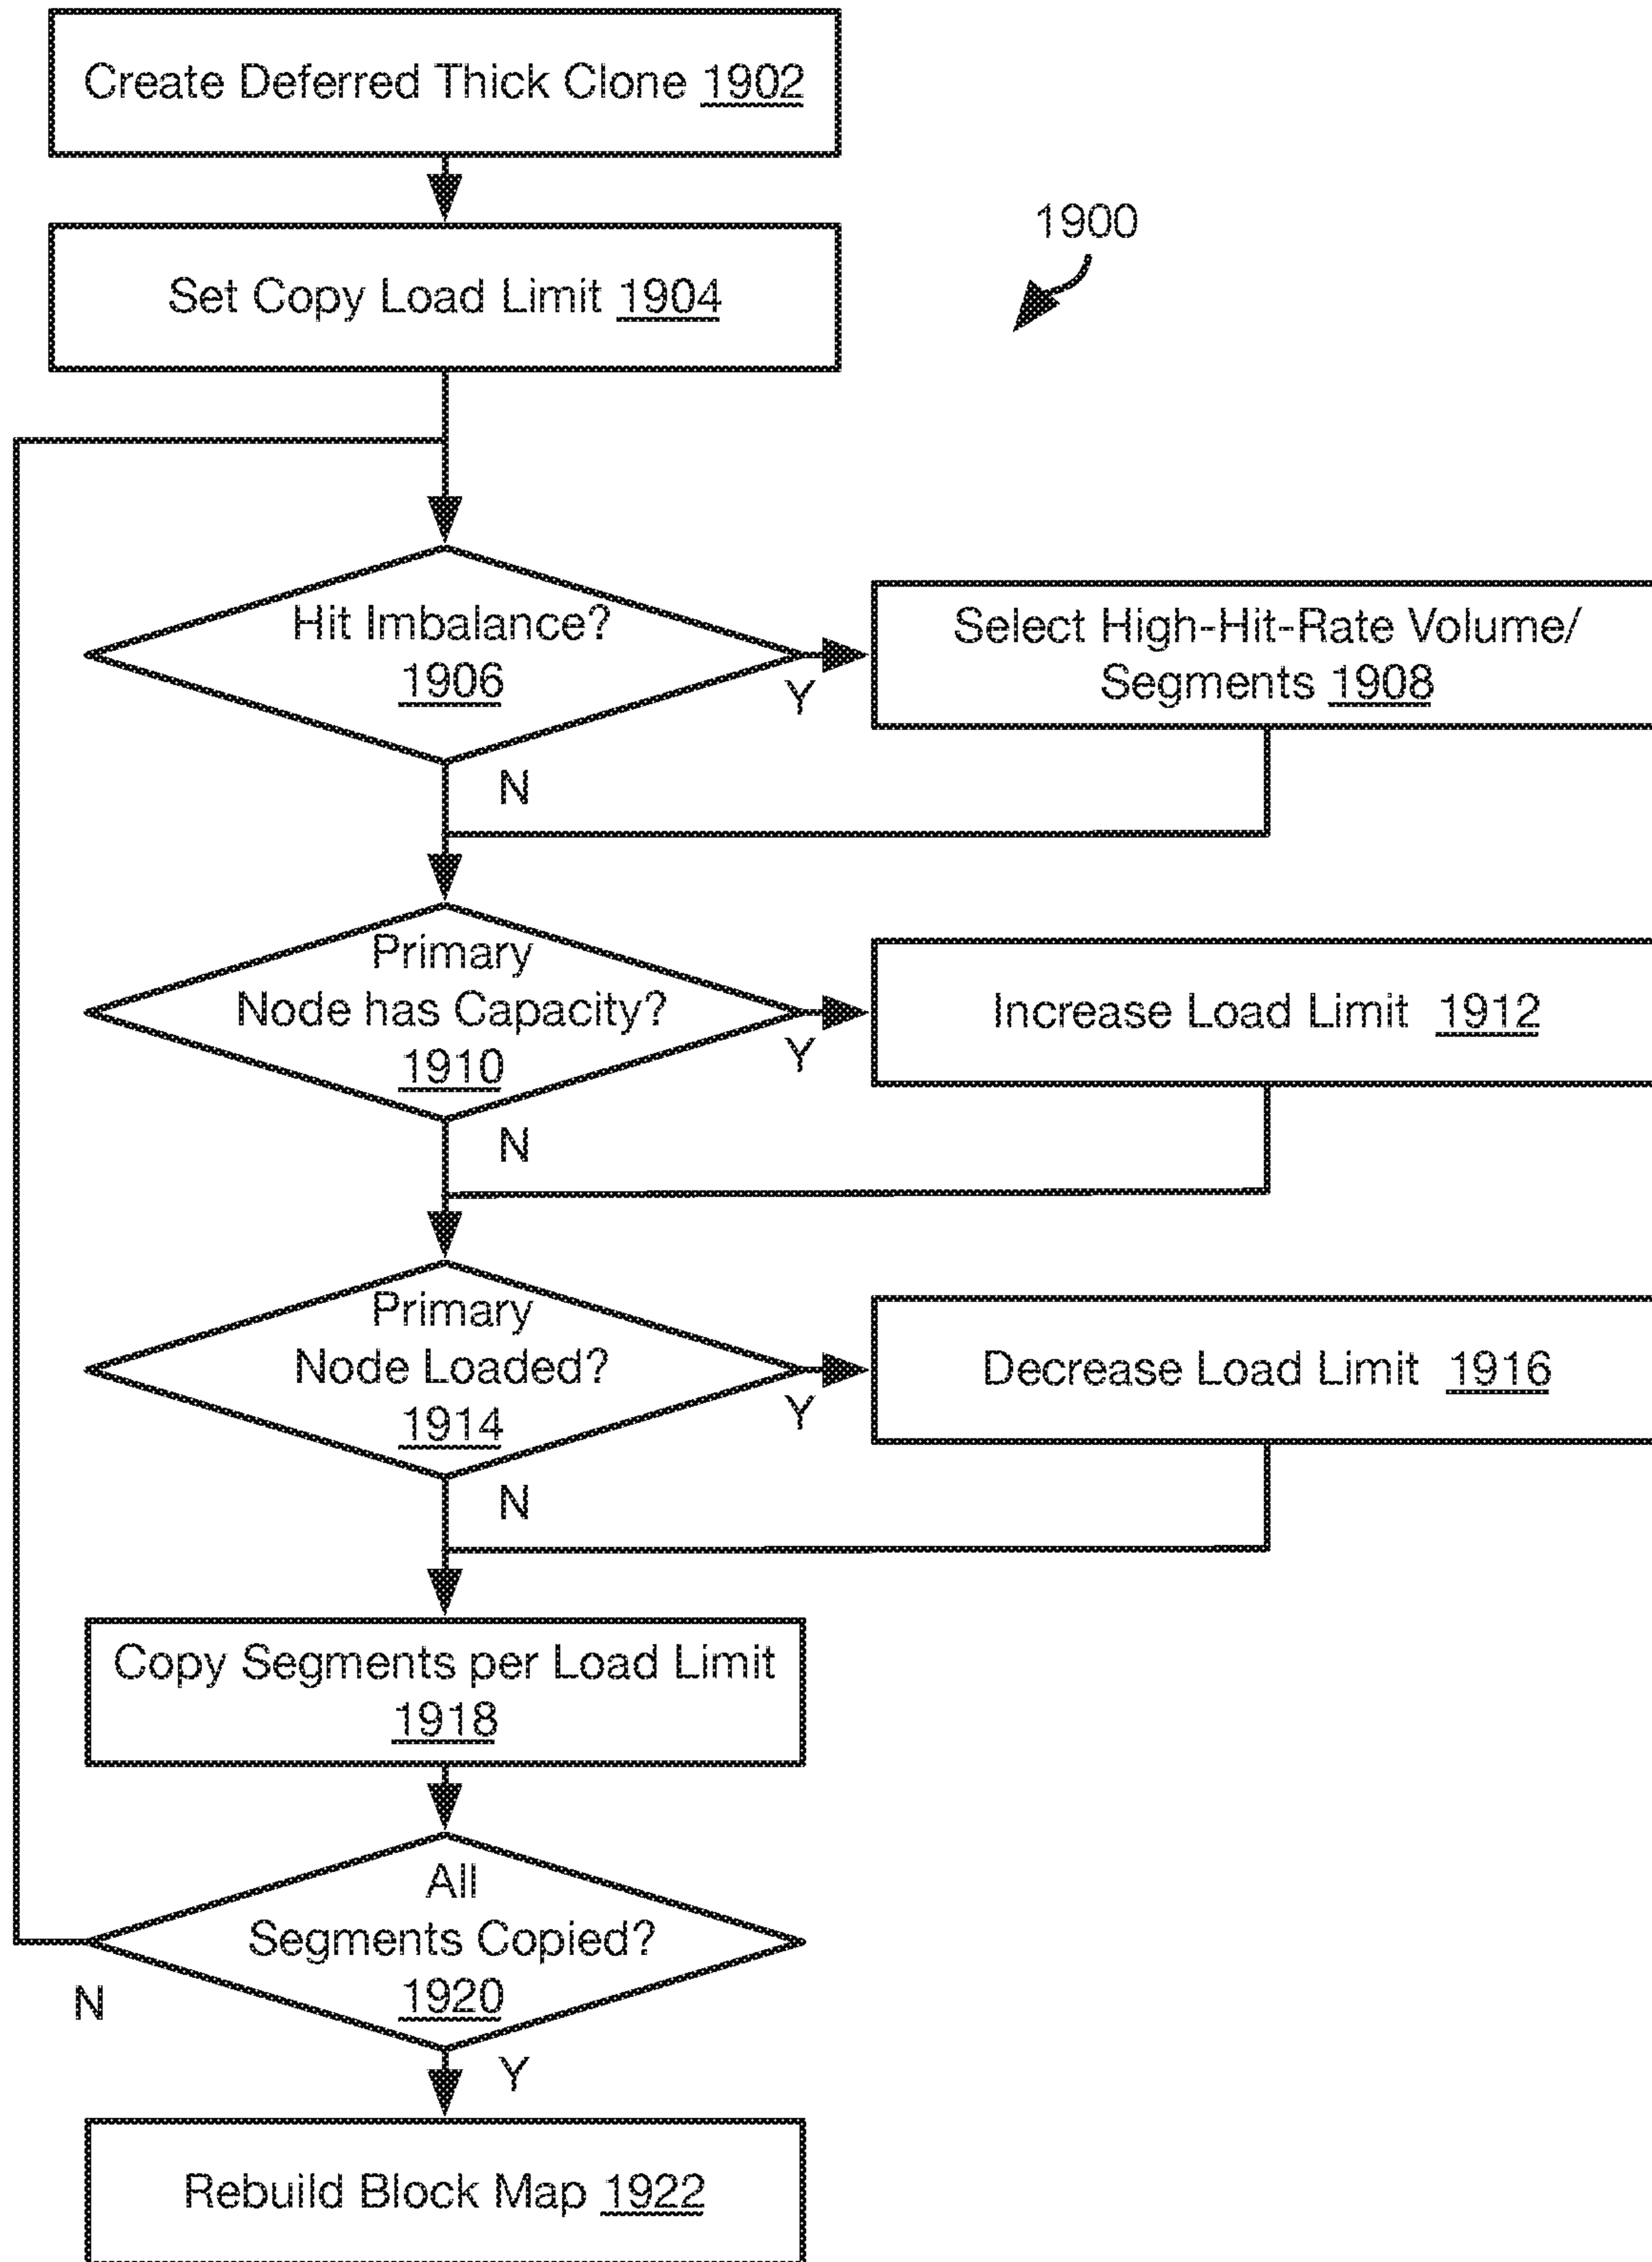 Create Deferred Thick Clone 1902
1900
Set Copy Load Limit 1904
Hit Imbalance?
1906
Y
N
Select High-Hit-Rate Volume/
Segments 1908
Primary
Node has Capacity?
1910
Y
N
Increase Load Limit 1912
Primary
Node Loaded?
1914
Y
N
Decrease Load Limit 1916
Copy Segments per Load Limit
1918
All
Segments Copied?
1920
N
Y
Rebuild Block Map 1922